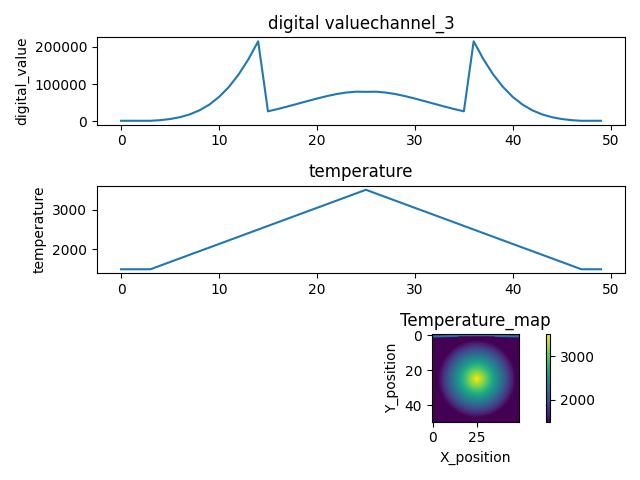 digital valuechannel_3
digital_value
200000
100000
0
0 10 20 30 40 50
temperature
temperature
3000
2000
0 10 20 30 40 50
Temperature_map
Y_position
0
20
40
0 25
X_position
3000
2000